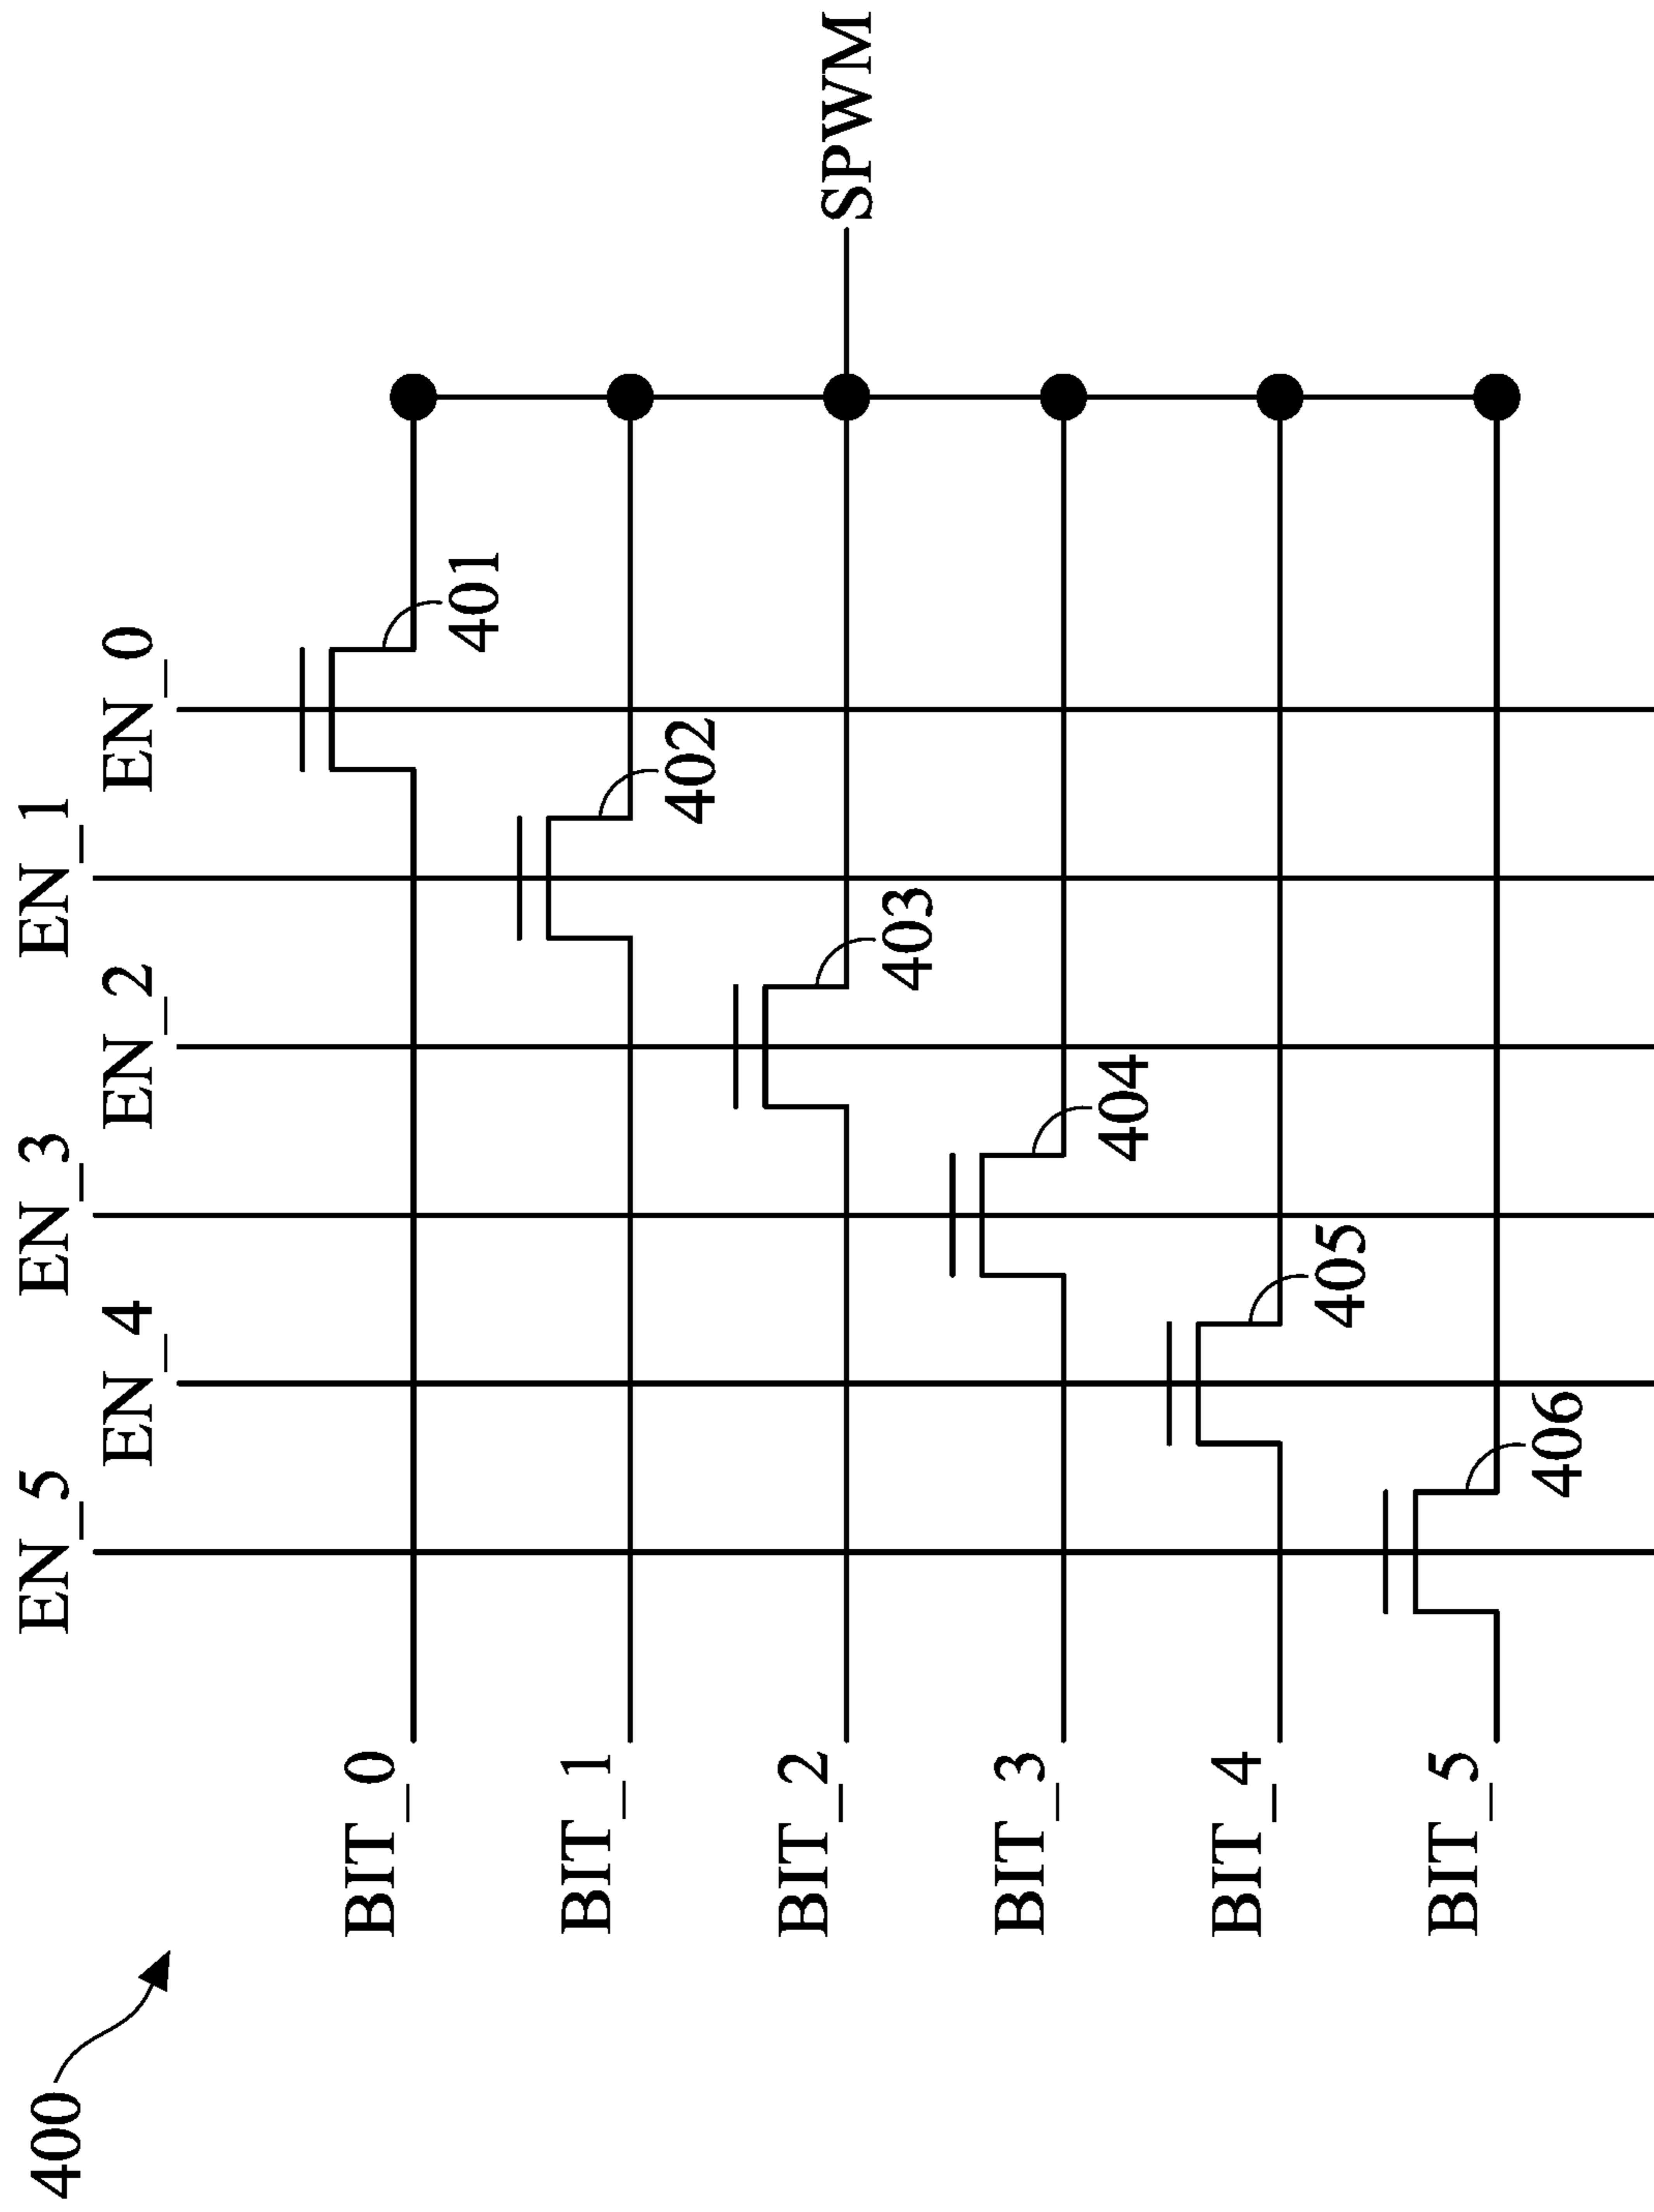 400
EN_5
EN_4
EN_3
EN_2
EN_1
EN_0
BIT_0
401
BIT_1
402
BIT_2
403
SPWM
BIT_3
404
BIT_4
405
BIT_5
406